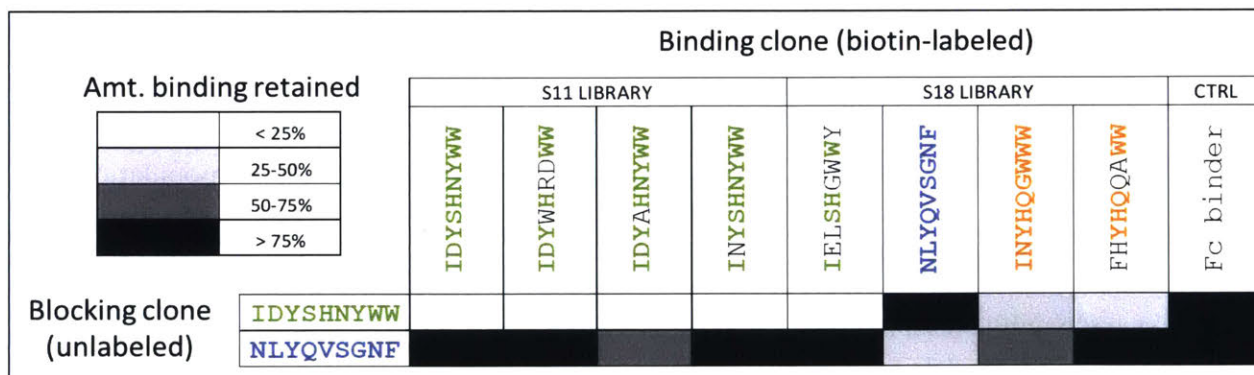 Binding clone (biotin-labeled)
Amt. binding retained
< 25%
25-50%
50-75%
> 75%
S11 LIBRARY
S18 LIBRARY
CTRL
IDYSHNYWW
IDYWHRDWW
IDYAHNYWW
INYSHNYWW
IELSHGWWY
NLYQVSGNF
INYHQGWWW
FHYHQQAWW
Fc binder
Blocking clone
(unlabeled)
IDYSHNYWW
NLYQVSGNF